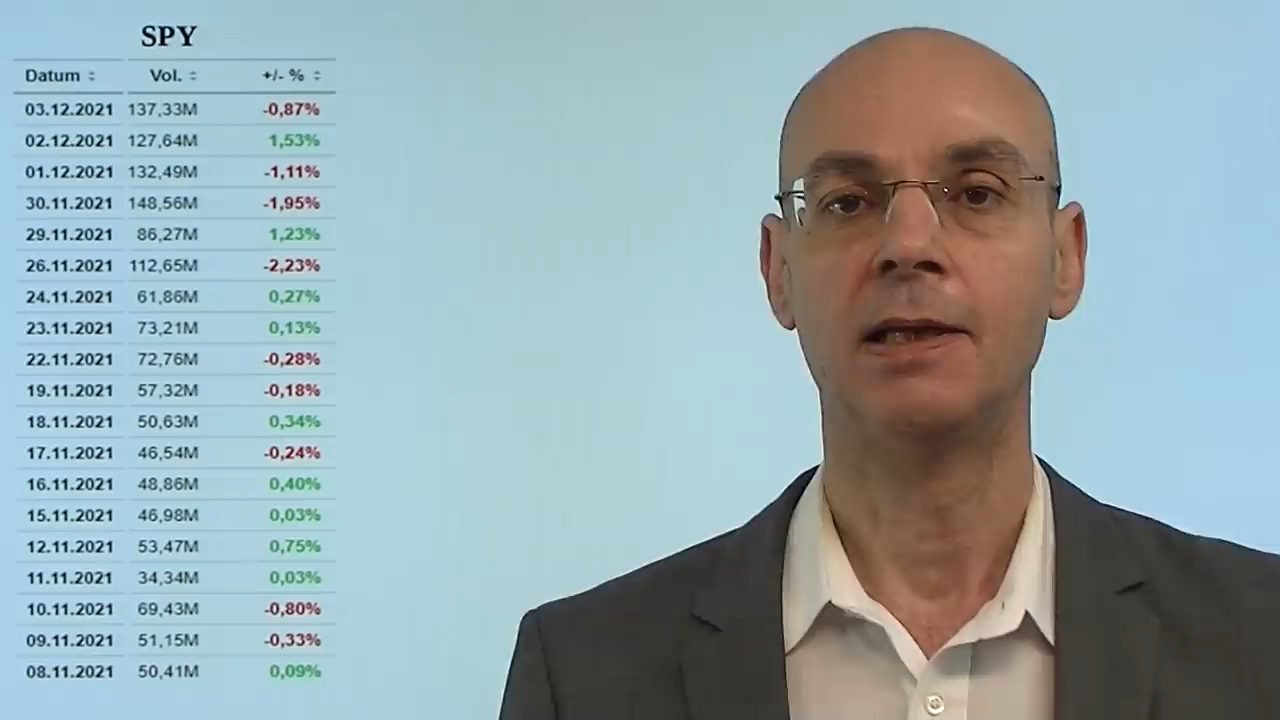 SPY
Datum Vol. +/- %
03.12.2021 137,33M -0,87%
02.12.2021 127,64M 1,53%
01.12.2021 132,49M -1,11%
30.11.2021 148,56M -1,95%
29.11.2021 86,27M 1,23%
26.11.2021 112,65M -2,23%
24.11.2021 61,86M 0,27%
23.11.2021 73,21M 0,13%
22.11.2021 72,76M -0,28%
19.11.2021 57,32M -0,18%
18.11.2021 50,63M 0,34%
17.11.2021 46,54M -0,24%
16.11.2021 48,86M 0,40%
15.11.2021 46,98M 0,03%
12.11.2021 53,47M 0,75%
11.11.2021 34,34M 0,03%
10.11.2021 69,43M -0,80%
09.11.2021 51,15M -0,33%
08.11.2021 50,41M 0,09%